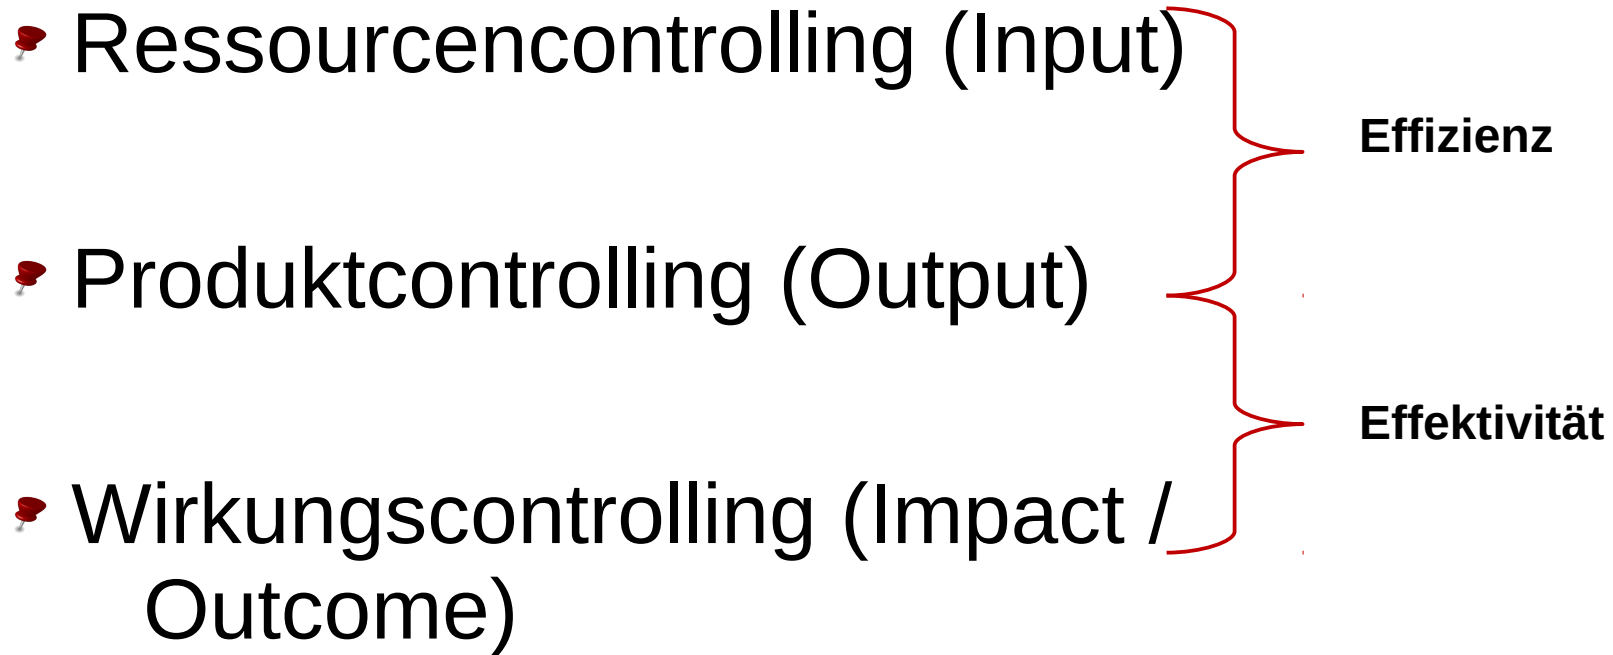 Ressourcencontrolling (Input)
Effizienz
Produktcontrolling (Output)
Effektivität
Wirkungscontrolling (Impact /
Outcome)